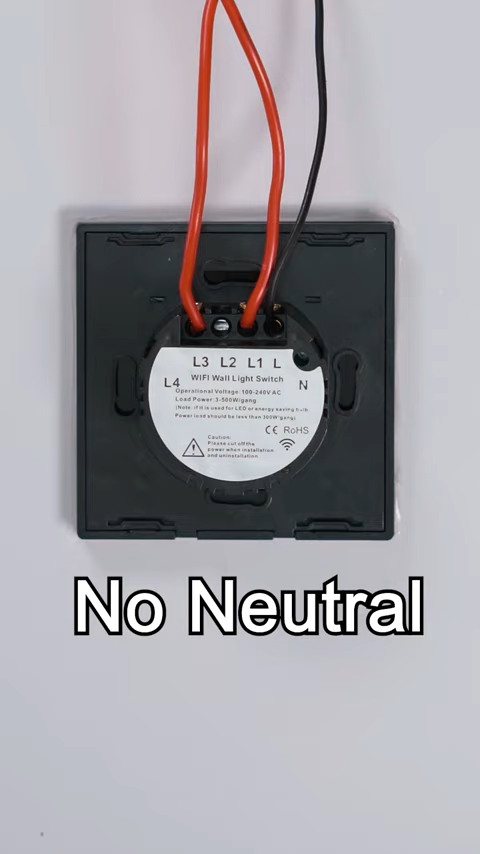 L3 L2 L1 L
WIFI Wall Light Switch
L4
N
Operational Voltage: 100-240V AC
Load Power: 3-500W/gang
(Note: if it is used for LED or energy saving bulb,
Power load should be less than 300W/gang)
CE RoHS
Caution:
Please cut off the
power when installation
and uninstallation.
No Neutral